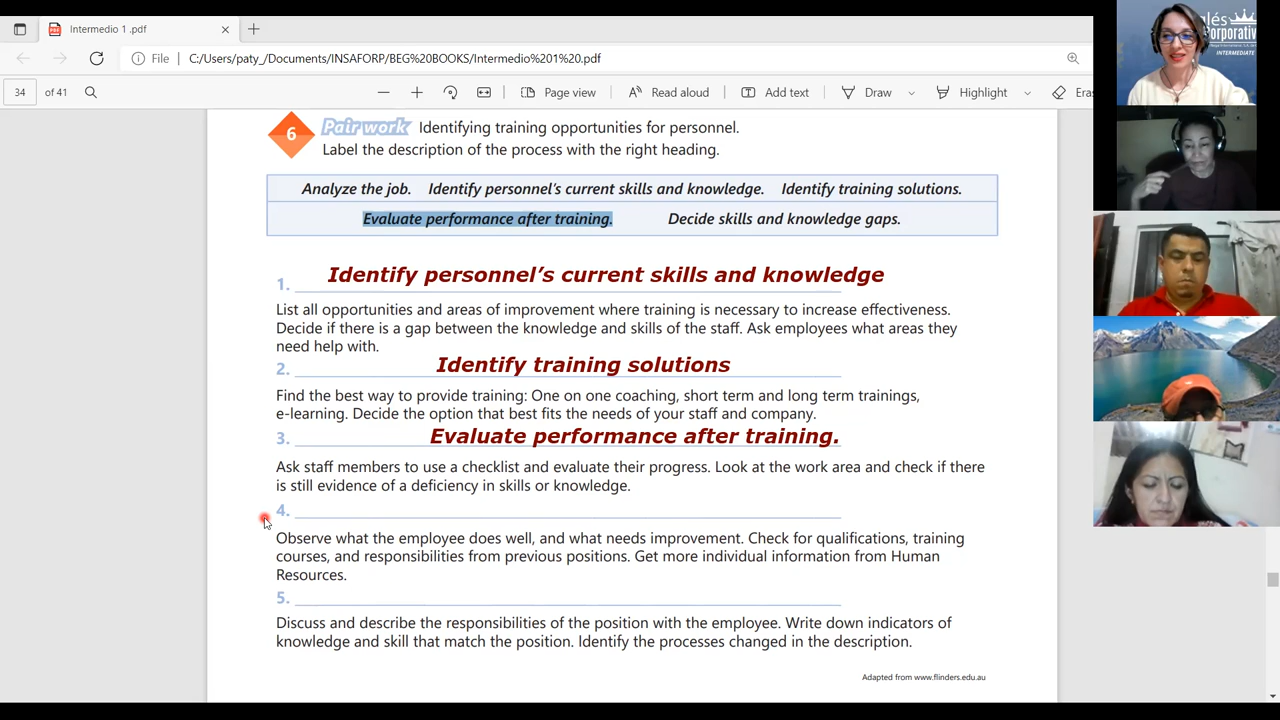 Intermedio 1 .pdf
File
C:/Users/paty_/Documents/INSAFORP/BEG%20BOOKS/Intermedio%201%20.pdf
34 of 41
Page view
Read aloud
Add text
Draw
Highlight
Eras
glés
orporativ
INTERMEDIATE
6 Pair work Identifying training opportunities for personnel.
Label the description of the process with the right heading.
Analyze the job. Identify personnel's current skills and knowledge. Identify training solutions.
Evaluate performance after training. Decide skills and knowledge gaps.
1. Identify personnel's current skills and knowledge
List all opportunities and areas of improvement where training is necessary to increase effectiveness.
Decide if there is a gap between the knowledge and skills of the staff. Ask employees what areas they
need help with.
2. Identify training solutions
Find the best way to provide training: One on one coaching, short term and long term trainings,
e-learning. Decide the option that best fits the needs of your staff and company.
3. Evaluate performance after training.
Ask staff members to use a checklist and evaluate their progress. Look at the work area and check if there
is still evidence of a deficiency in skills or knowledge.
4.
Observe what the employee does well, and what needs improvement. Check for qualifications, training
courses, and responsibilities from previous positions. Get more individual information from Human
Resources.
5.
Discuss and describe the responsibilities of the position with the employee. Write down indicators of
knowledge and skill that match the position. Identify the processes changed in the description.
Adapted from www.flinders.edu.au